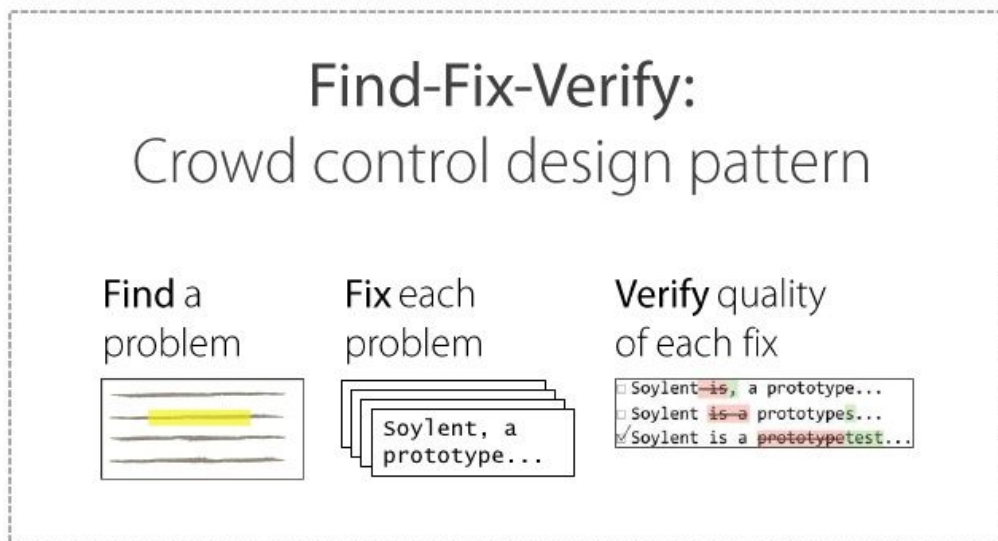 Find-Fix-Verify:
Crowd control design pattern
Find a
problem
Fix each
problem
Soylent, a
prototype...
Verify quality
of each fix
Soylent is, a prototype...
Soylent is a prototypes...
Soylent is a prototypetest...